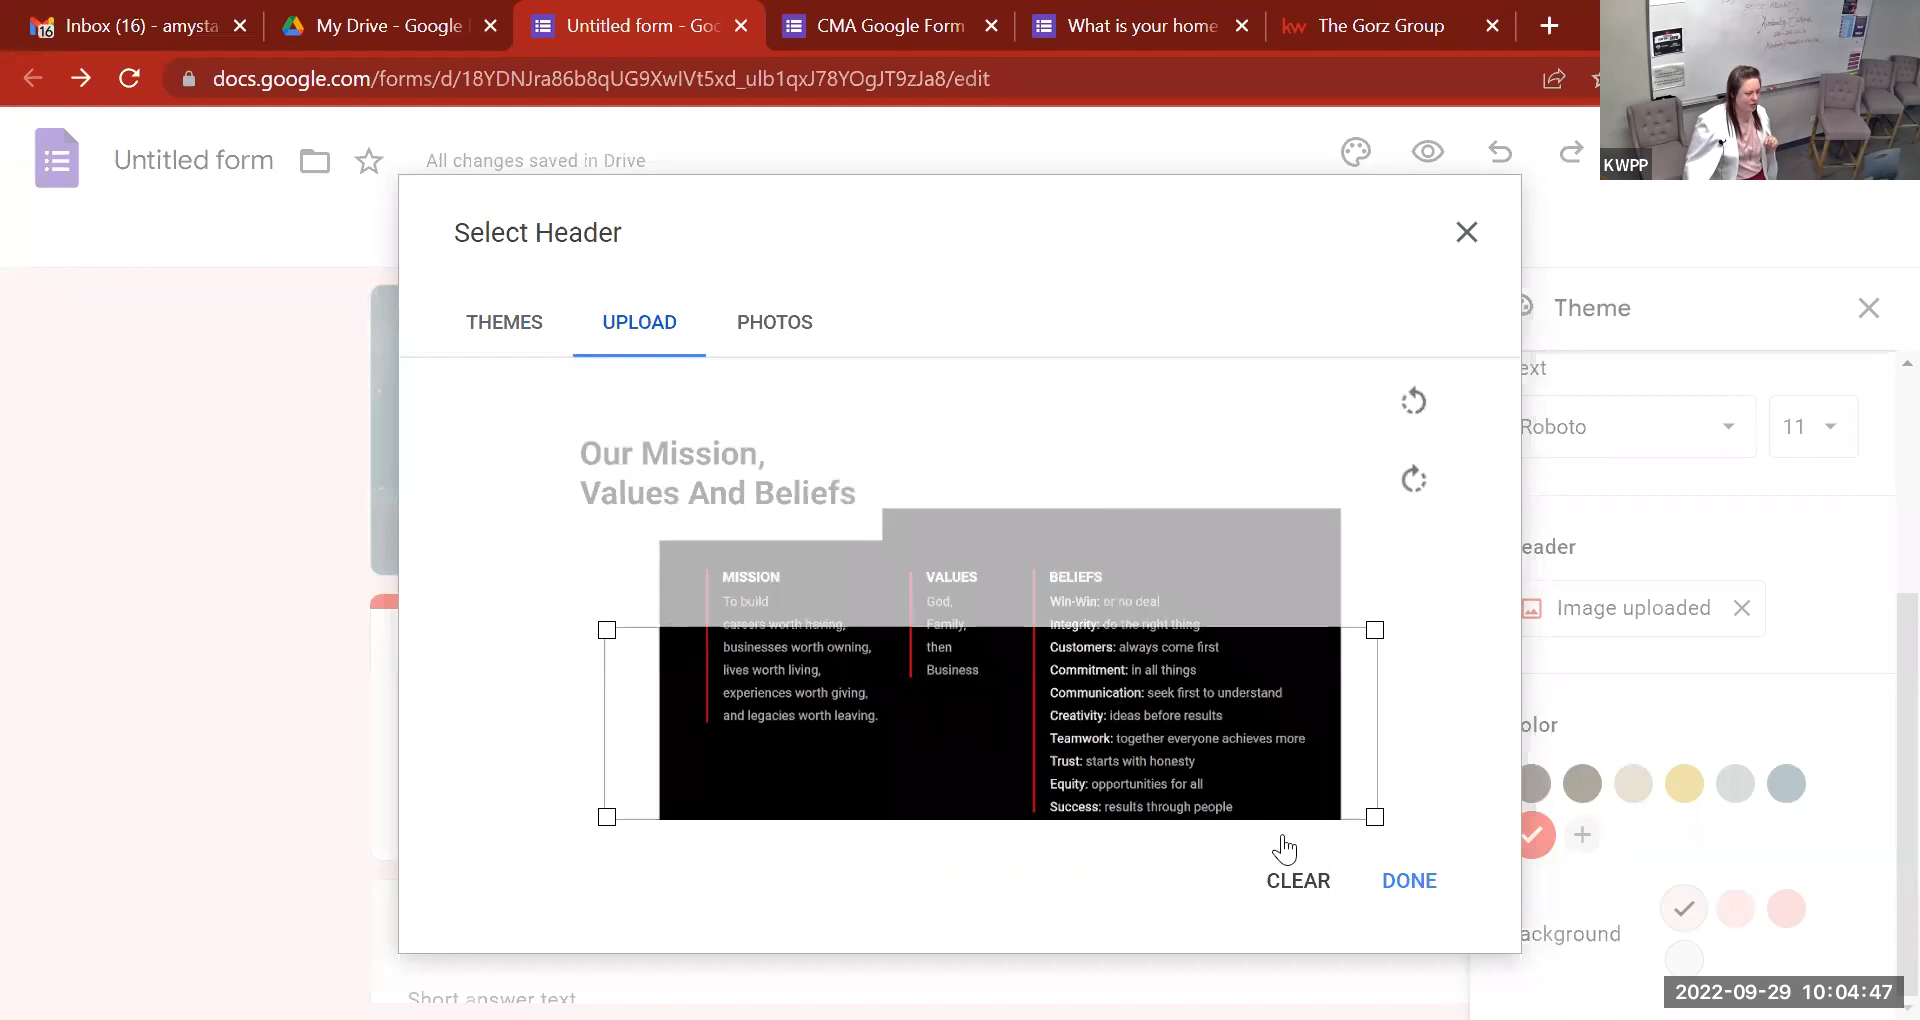 Inbox (16) - amysta
My Drive - Google
Untitled form - Goo
CMA Google Form
What is your home
kw The Gorz Group
docs.google.com/forms/d/18YDNJra86b8qUG9XwIVt5xd_ulb1qxJ78YOgJT9zJa8/edit
KWPP
Untitled form
All changes saved in Drive
Select Header
THEMES
UPLOAD
PHOTOS
Theme
ext
Roboto
11
eader
Image uploaded
olor
ackground
Our Mission,
Values And Beliefs
MISSION
To build
careers worth having,
businesses worth owning,
lives worth living,
experiences worth giving,
and legacies worth leaving.
VALUES
God,
Family,
then
Business
BELIEFS
Win-Win: or no deal
Integrity: do the right thing
Customers: always come first
Commitment: in all things
Communication: seek first to understand
Creativity: ideas before results
Teamwork: together everyone achieves more
Trust: starts with honesty
Equity: opportunities for all
Success: results through people
CLEAR
DONE
Short answer text
2022-09-29 10:04:47